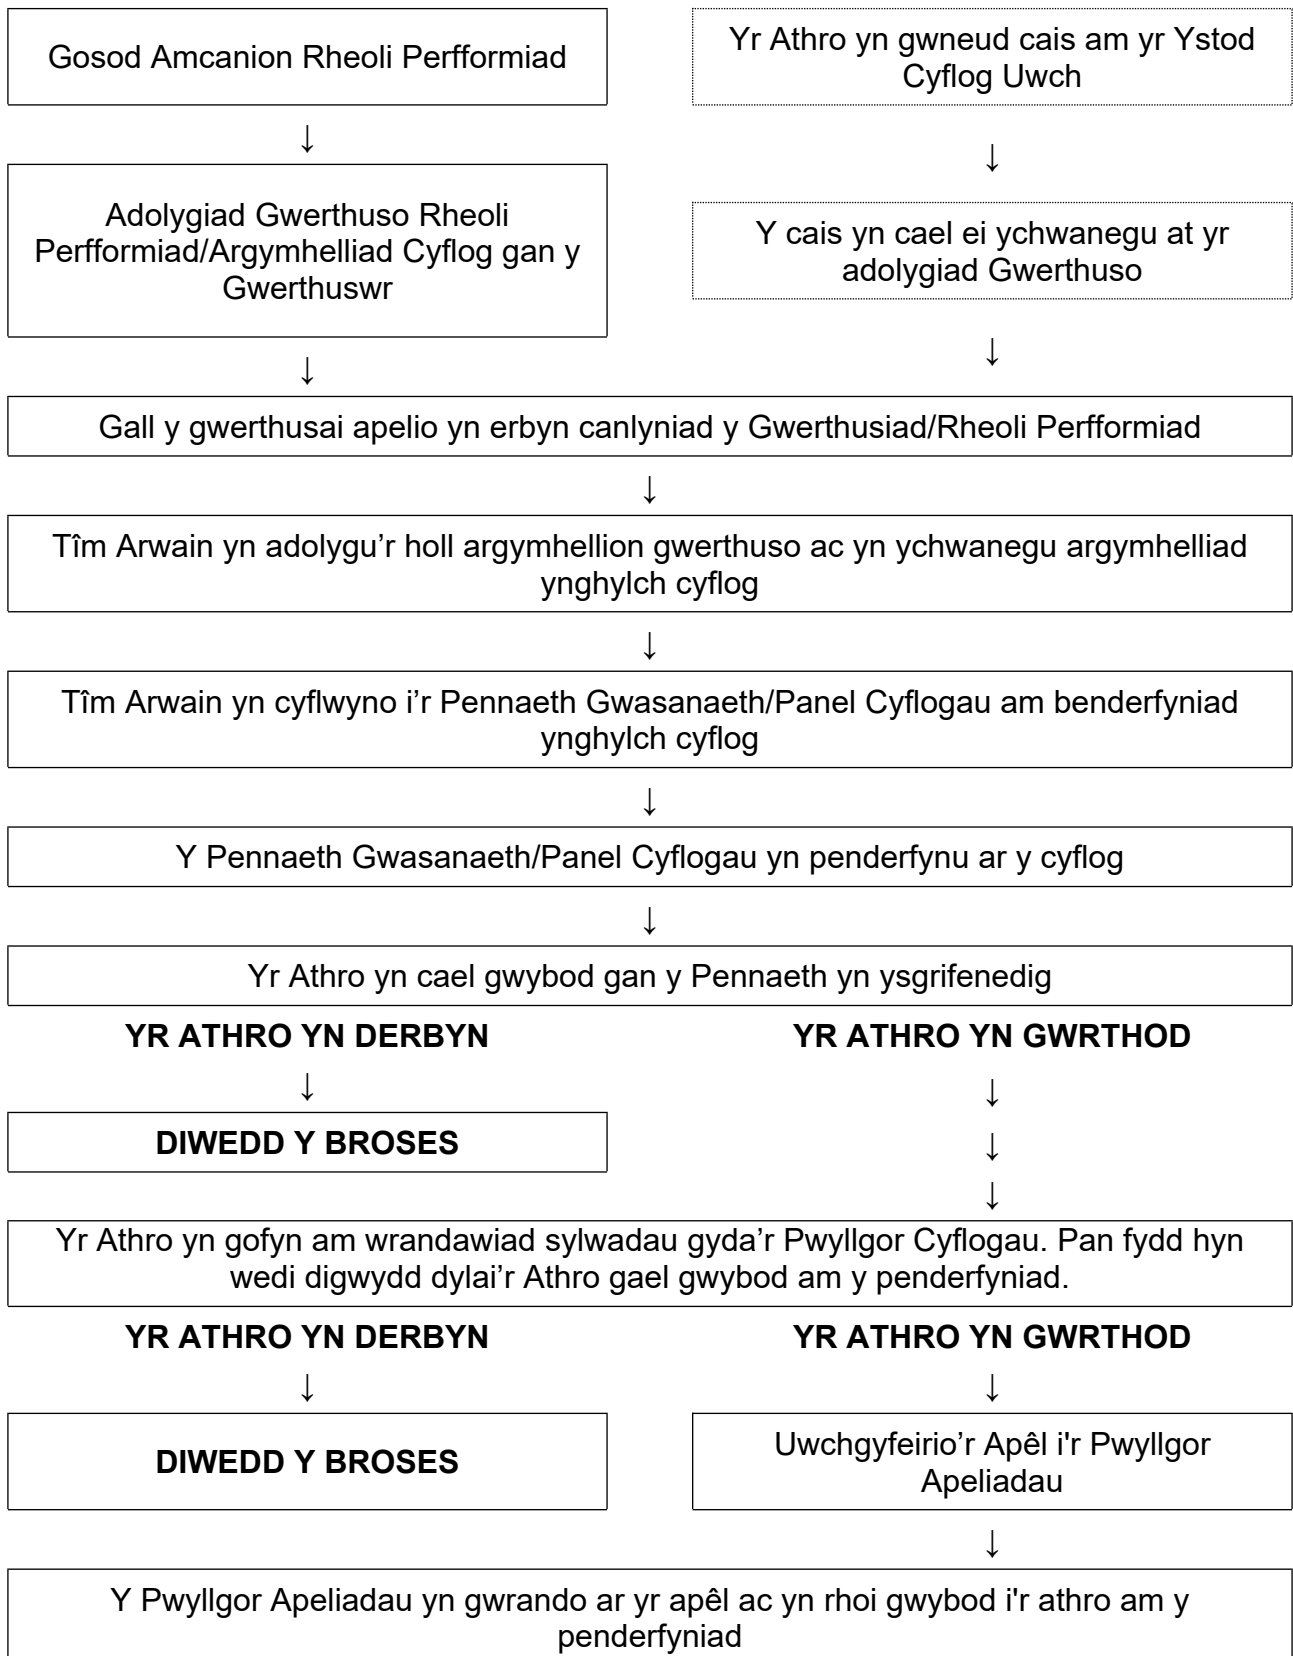 Gosod Amcanion Rheoli Perfformiad
Yr Athro yn gwneud cais am yr Ystod
Cyflog Uwch
↓
↓
Adolygiad Gwerthuso Rheoli
Perfformiad/Argymhelliad Cyflog gan y
Gwerthuswr
Y cais yn cael ei ychwanegu at yr
adolygiad Gwerthuso
↓
↓
Gall y gwerthusai apelio yn erbyn canlyniad y Gwerthusiad/Rheoli Perfformiad
↓
Tîm Arwain yn adolygu’r holl argymhellion gwerthuso ac yn ychwanegu argymhelliad
ynghylch cyflog
↓
Tîm Arwain yn cyflwyno i’r Pennaeth Gwasanaeth/Panel Cyflogau am benderfyniad
ynghylch cyflog
↓
Y Pennaeth Gwasanaeth/Panel Cyflogau yn penderfynu ar y cyflog
↓
Yr Athro yn cael gwybod gan y Pennaeth yn ysgrifenedig
YR ATHRO YN DERBYN
YR ATHRO YN GWRTHOD
↓
↓
DIWEDD Y BROSES
↓
↓
Yr Athro yn gofyn am wrandawiad sylwadau gyda’r Pwyllgor Cyflogau. Pan fydd hyn
wedi digwydd dylai’r Athro gael gwybod am y penderfyniad.
YR ATHRO YN DERBYN
YR ATHRO YN GWRTHOD
↓
↓
DIWEDD Y BROSES
Uwchgyfeirio’r Apêl i'r Pwyllgor
Apeliadau
↓
Y Pwyllgor Apeliadau yn gwrando ar yr apêl ac yn rhoi gwybod i'r athro am y
penderfyniad